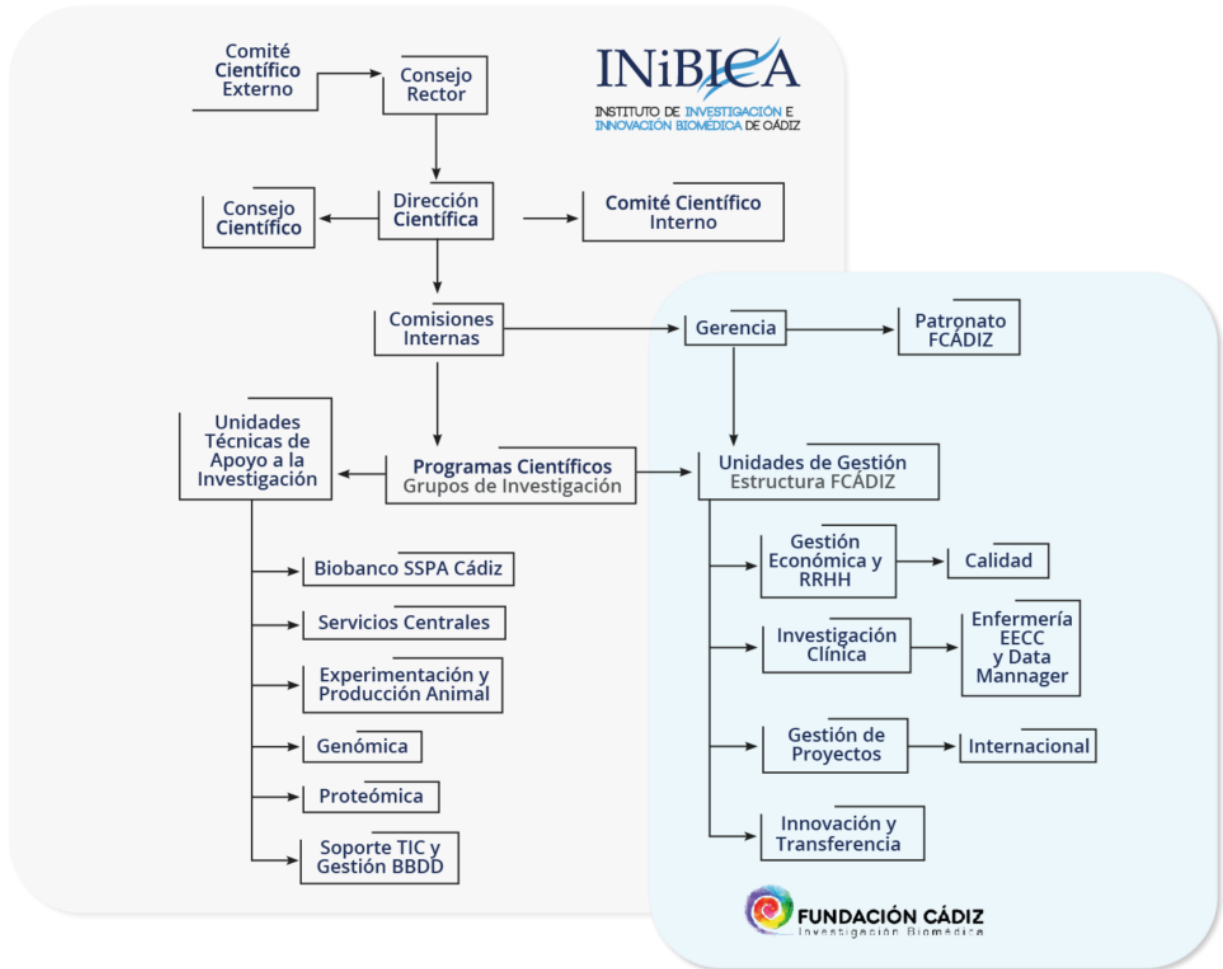 Comité
Científico
Externo
Consejo
Rector
INiBICA
INSTITUTO DE INVESTIGACIÓN E
INNOVACIÓN BIOMÉDICA DE CÁDIZ
Consejo
Científico
Dirección
Científica
Comité Científico
Interno
Comisiones
Internas
Gerencia
Patronato
FCÁDIZ
Unidades
Técnicas de
Apoyo a la
Investigación
Programas Científicos
Grupos de Investigación
Unidades de Gestión
Estructura FCÁDIZ
Biobanco SSPA Cádiz
Servicios Centrales
Experimentación y
Producción Animal
Genómica
Proteómica
Soporte TIC y
Gestión BBDD
Gestión
Económica y
RRHH
Calidad
Investigación
Clínica
Enfermería
EECC
y Data
Mannager
Gestión de
Proyectos
Internacional
Innovación y
Transferencia
FUNDACIÓN CÁDIZ
Investigación Biomédica